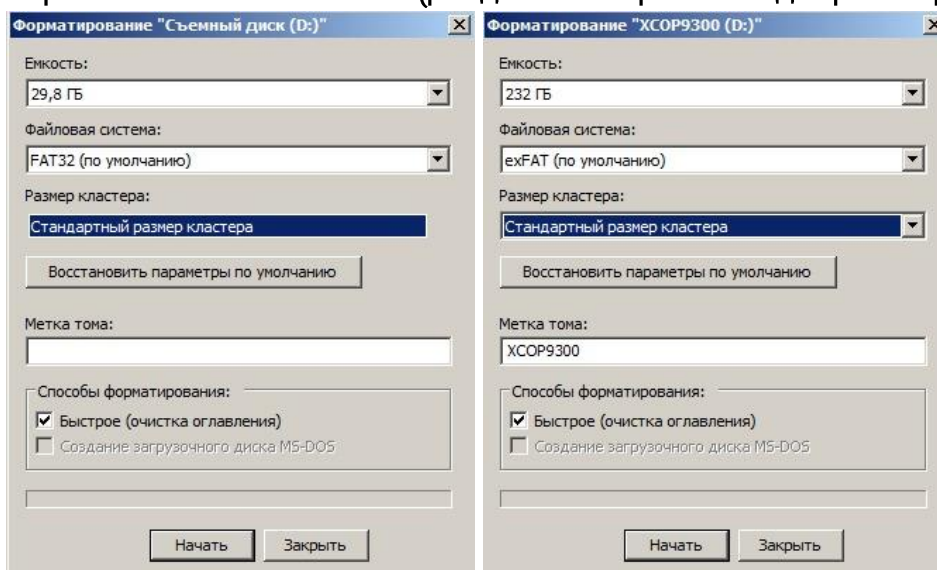 Форматирование "Съемный диск (D:)"
Емкость:
29,8 ГБ
Файловая система:
FAT32 (по умолчанию)
Размер кластера:
Стандартный размер кластера
Восстановить параметры по умолчанию
Метка тома:
Способы форматирования:
Быстрое (очистка оглавления)
Создание загрузочного диска MS-DOS
Начать
Закрыть
Форматирование "XCOP9300 (D:)"
Емкость:
232 ГБ
Файловая система:
exFAT (по умолчанию)
Размер кластера:
Стандартный размер кластера
Восстановить параметры по умолчанию
Метка тома:
XCOP9300
Способы форматирования:
Быстрое (очистка оглавления)
Создание загрузочного диска MS-DOS
Начать
Закрыть